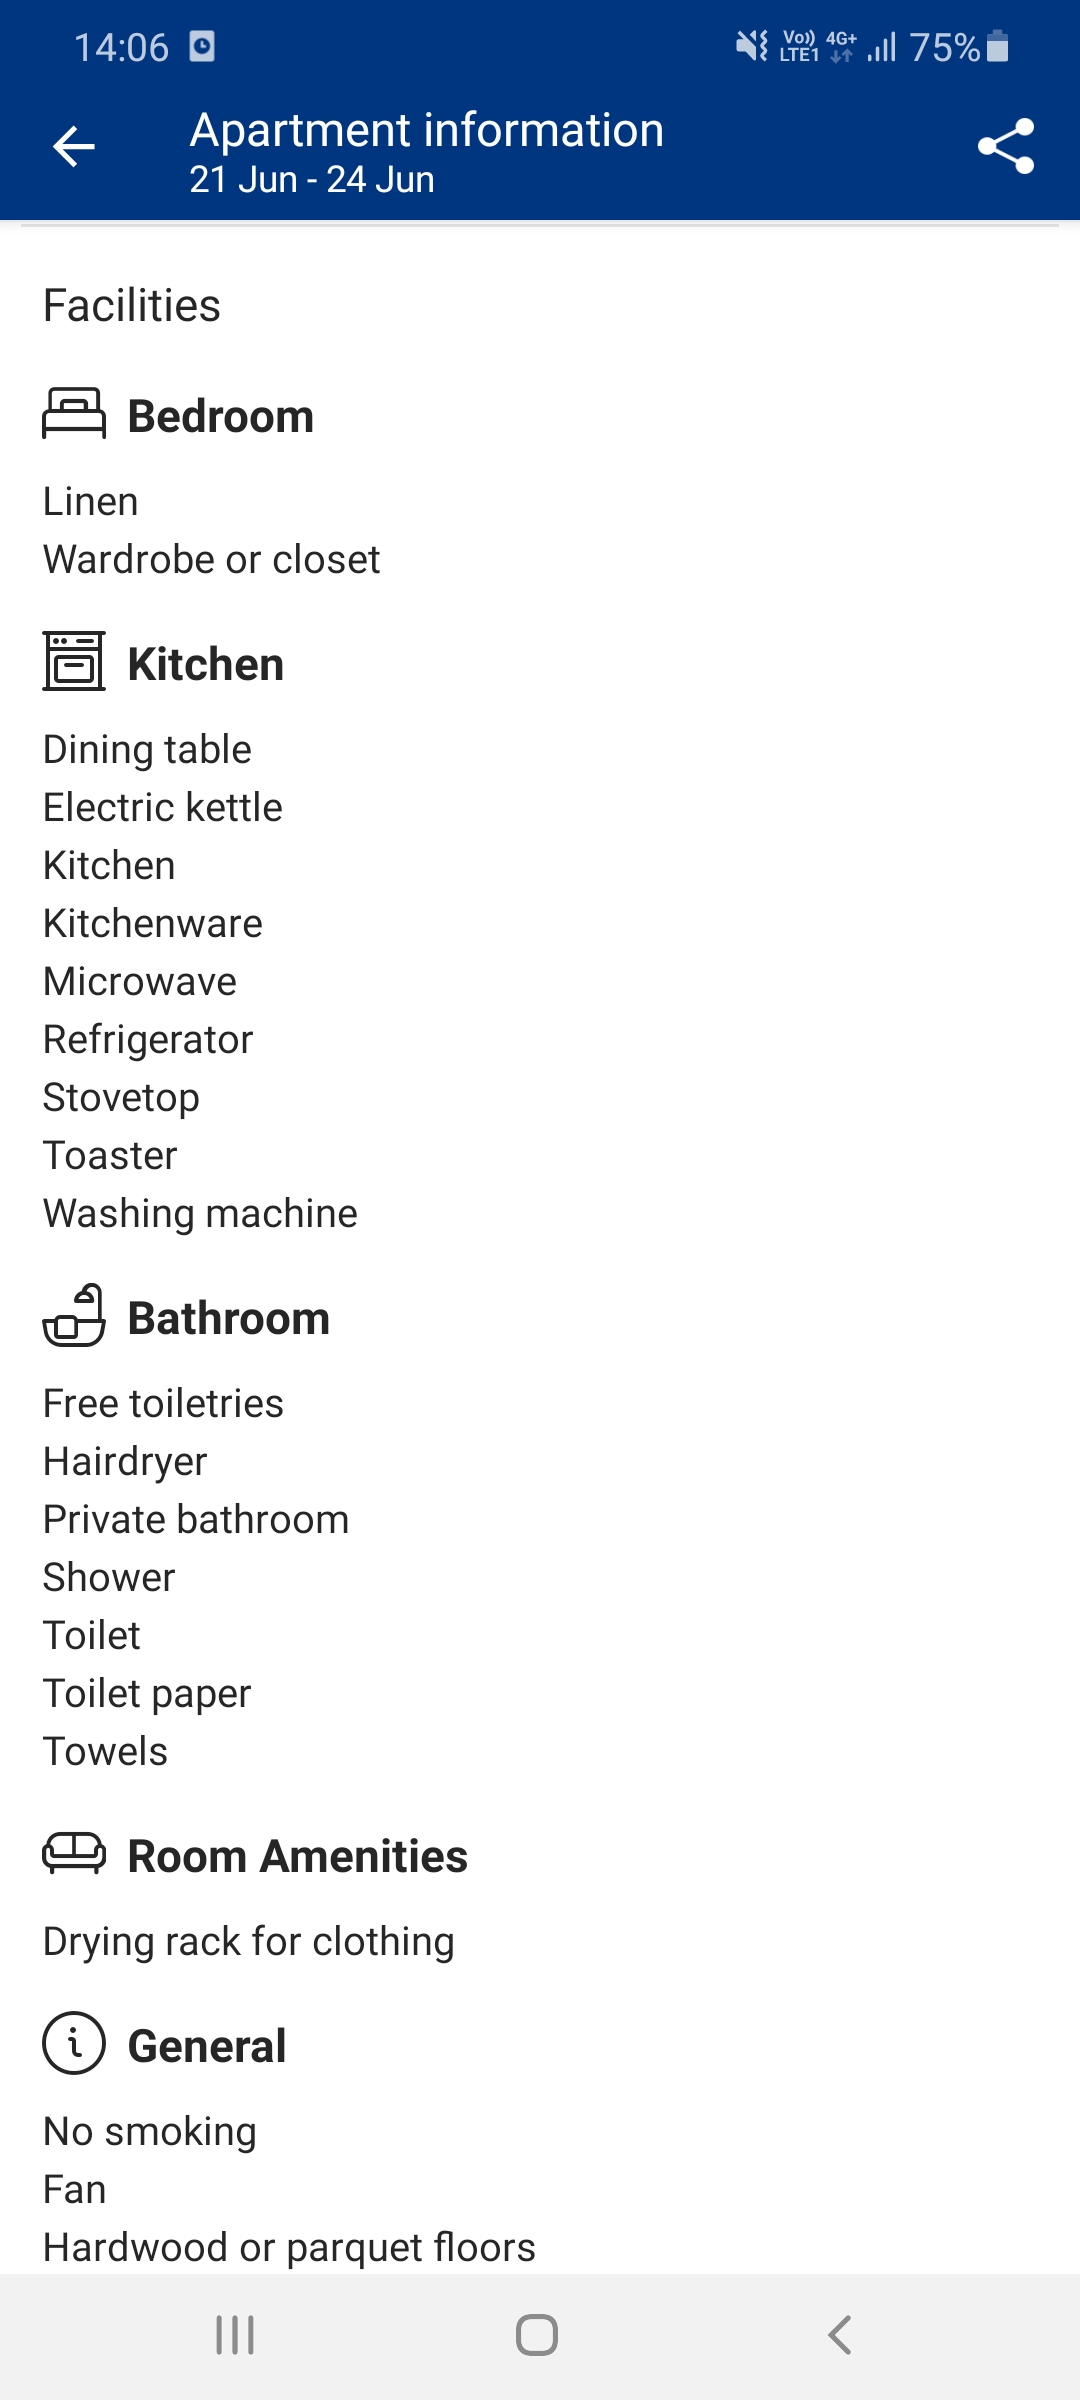 14:06
Vo)) 4G+
LTE1
75%
Apartment information
21 Jun - 24 Jun
Facilities
Bedroom
Linen
Wardrobe or closet
Kitchen
Dining table
Electric kettle
Kitchen
Kitchenware
Microwave
Refrigerator
Stovetop
Toaster
Washing machine
Bathroom
Free toiletries
Hairdryer
Private bathroom
Shower
Toilet
Toilet paper
Towels
Room Amenities
Drying rack for clothing
General
No smoking
Fan
Hardwood or parquet floors